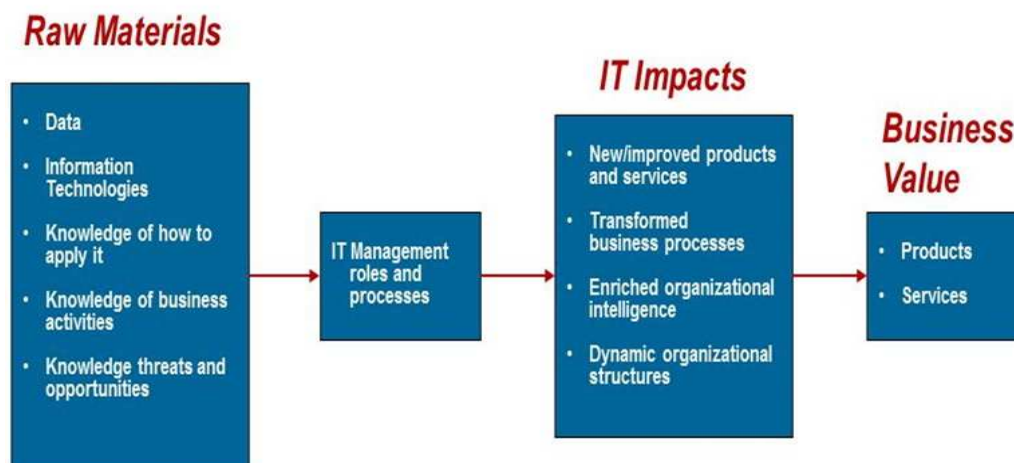 Raw Materials
• Data
• Information
Technologies
• Knowledge of how to
apply it
• Knowledge of business
activities
• Knowledge threats and
opportunities
IT Management
roles and
processes
IT Impacts
• New/improved products
and services
• Transformed
business processes
• Enriched organizational
intelligence
• Dynamic organizational
structures
Business
Value
• Products
• Services